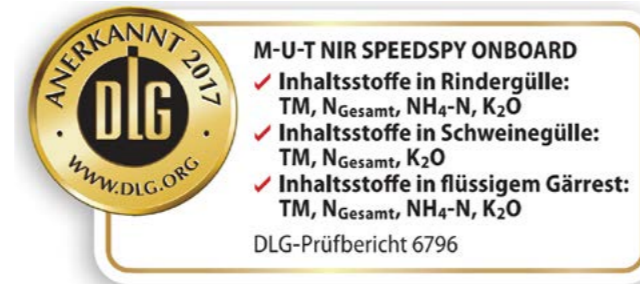 ANERKANNT 2017
DLG
WWW.DLG.ORG
M-U-T NIR SPEEDSPY ONBOARD
✓ Inhaltsstoffe in Rindergülle:
TM, NGesamt, NH4-N, K2O
✓ Inhaltsstoffe in Schweinegülle:
TM, NGesamt, K2O
✓ Inhaltsstoffe in flüssigem Gärrest:
TM, NGesamt, NH4-N, K2O
DLG-Prüfbericht 6796